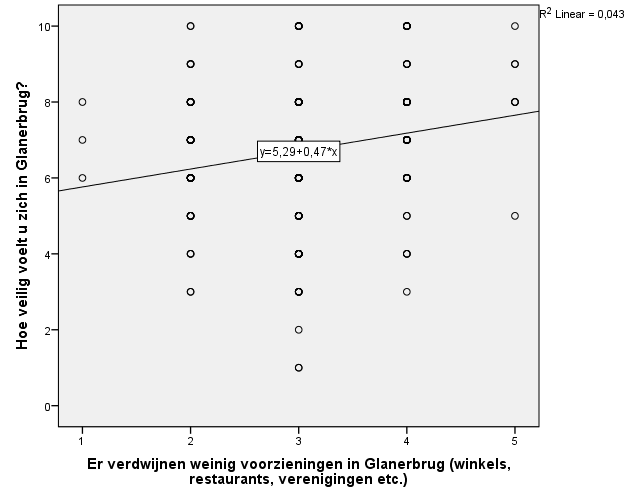 R2 Linear = 0,043
10
8
6
4
2
0
Hoe veilig voelt u zich in Glanerbrug?
y=5,29+0,47*x
1 2 3 4 5
Er verdwijnen weinig voorzieningen in Glanerbrug (winkels,
restaurants, verenigingen etc.)